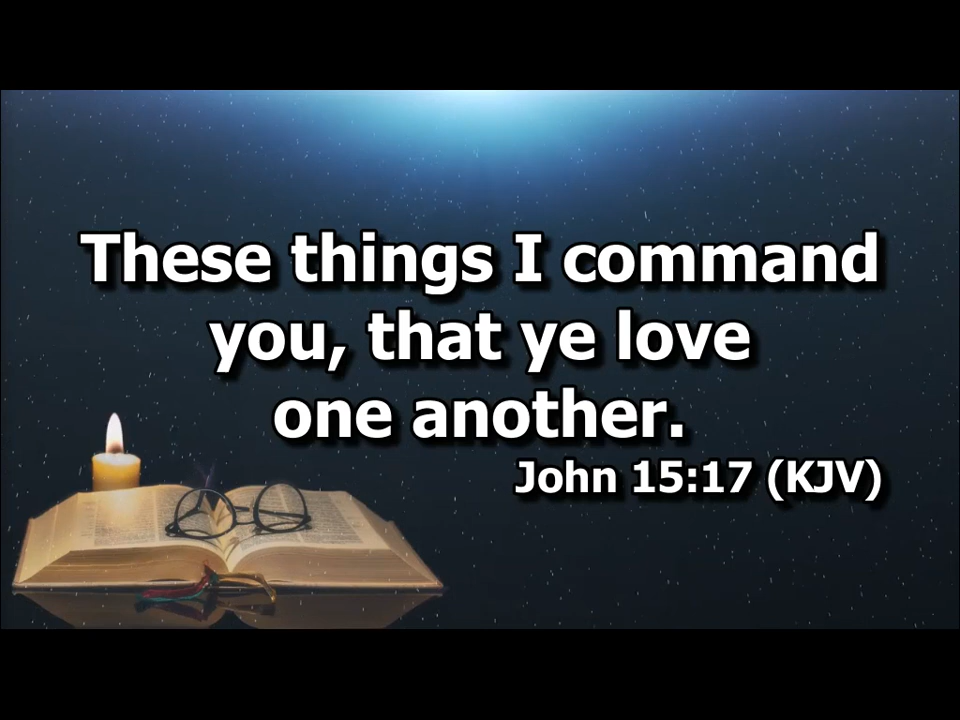 These things I command
you, that ye love
one another.
John 15:17 (KJV)